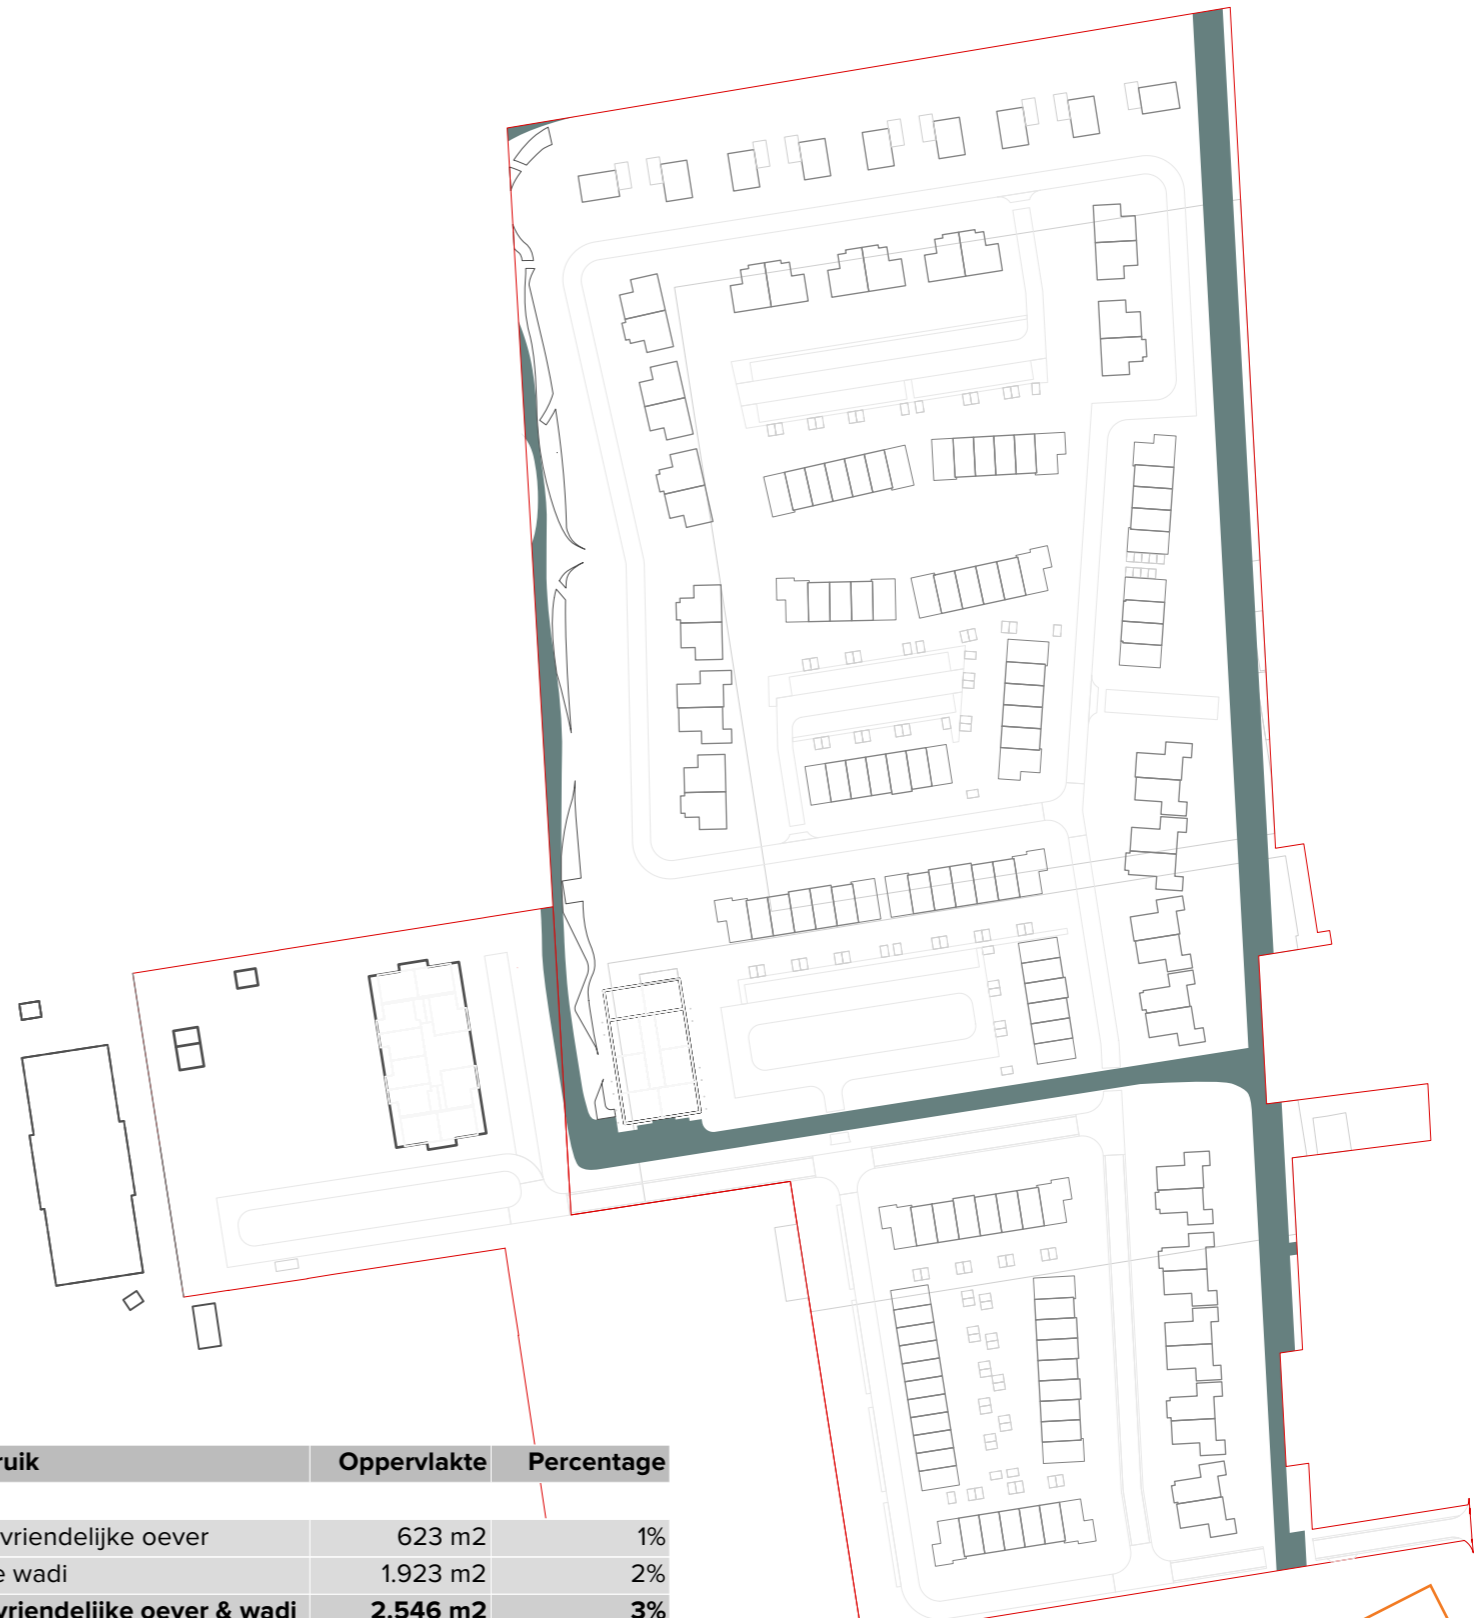 ruik Oppervlakte Percentage
vriendelijke oever 623 m2 1%
e wadi 1.923 m2 2%
vriendelijke oever & wadi 2.546 m2 3%